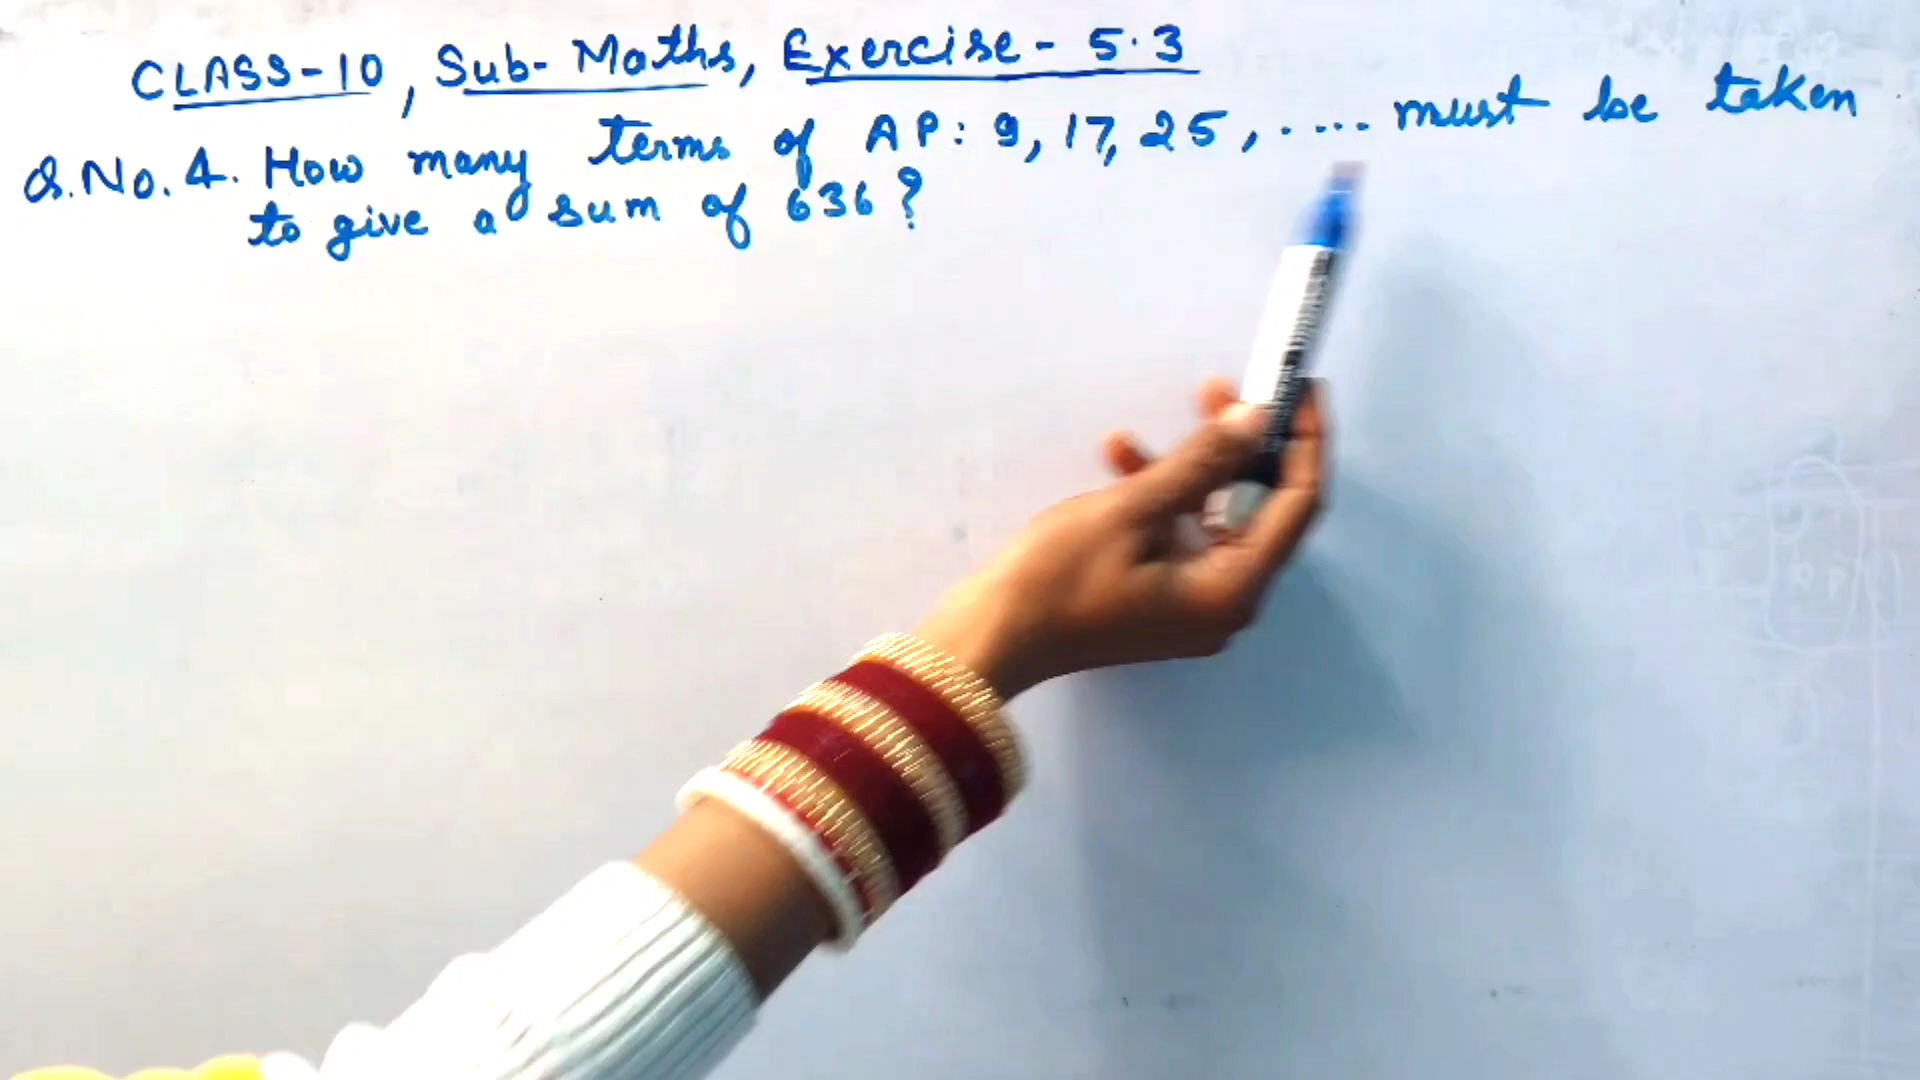 CLASS-10, Sub- Maths, Exercise- 5.3
Q.No.4. How many terms of AP: 9, 17, 25, .... must be taken
to give a sum of 636?